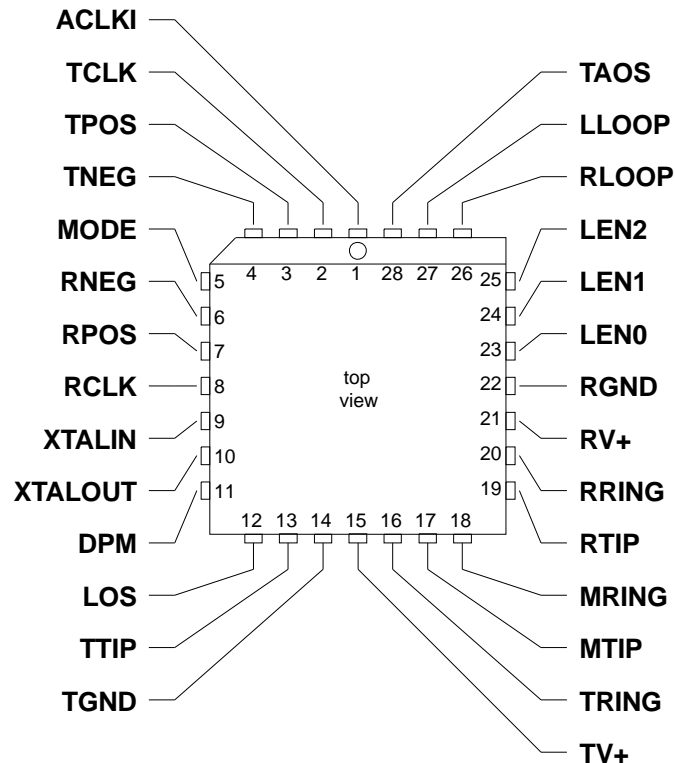 ACLKI
TCLK
TPOS
TNEG
MODE
RNEG
RPOS
RCLK
XTALIN
XTALOUT
DPM
LOS
TTIP
TGND
TAOS
LLOOP
RLOOP
LEN2
LEN1
LEN0
RGND
RV+
RRING
RTIP
MRING
MTIP
TRING
TV+
4 3 2 1 28 27 26
5
6
7
8
9
10
11
25
24
23
22
21
20
19
12 13 14 15 16 17 18
top
view